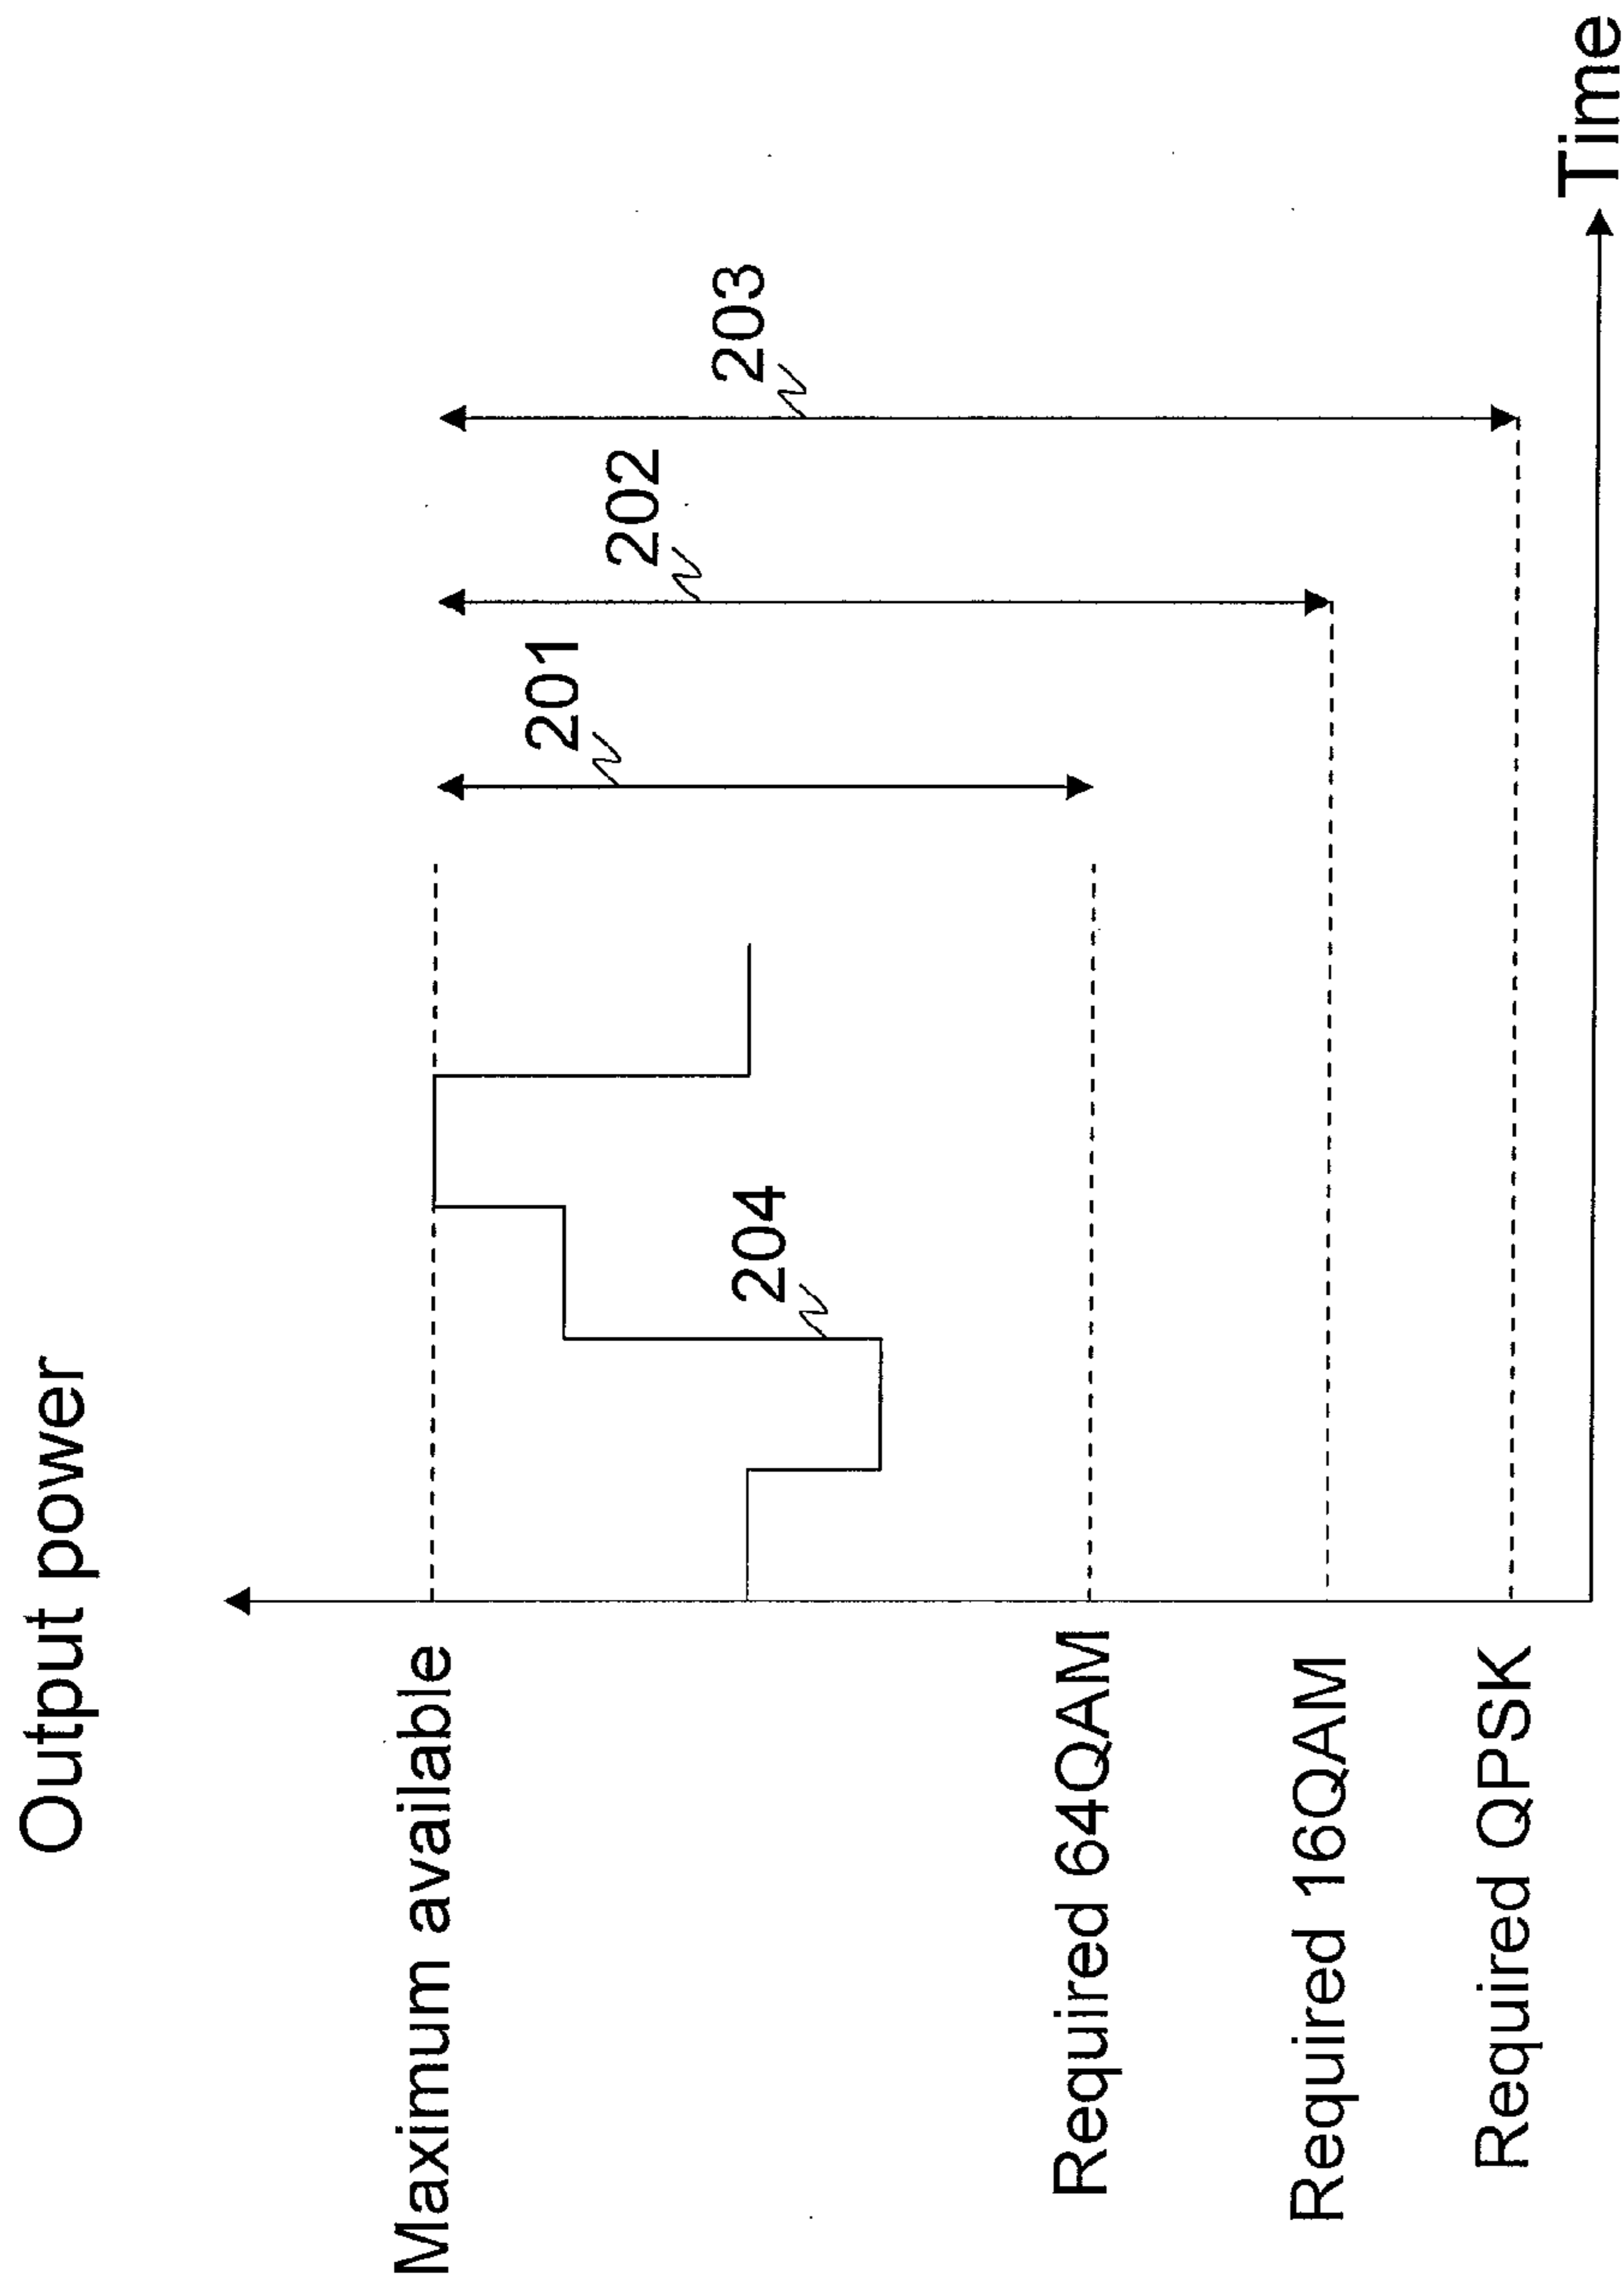 Output power
Maximum available
201
202
203
204
Required 64QAM
Required 16QAM
Required QPSK
Time